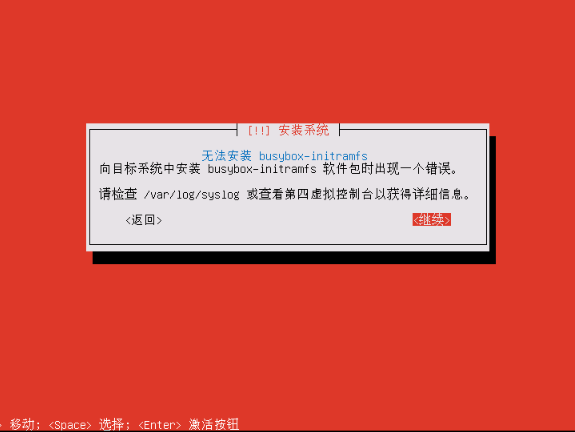 [!!] 安装系统
无法安装 busybox-initramfs
向目标系统中安装 busybox-initramfs 软件包时出现一个错误。
请检查 /var/log/syslog 或查看第四虚拟控制台以获得详细信息。
<返回> <继续>
移动; <Space> 选择; <Enter> 激活按钮